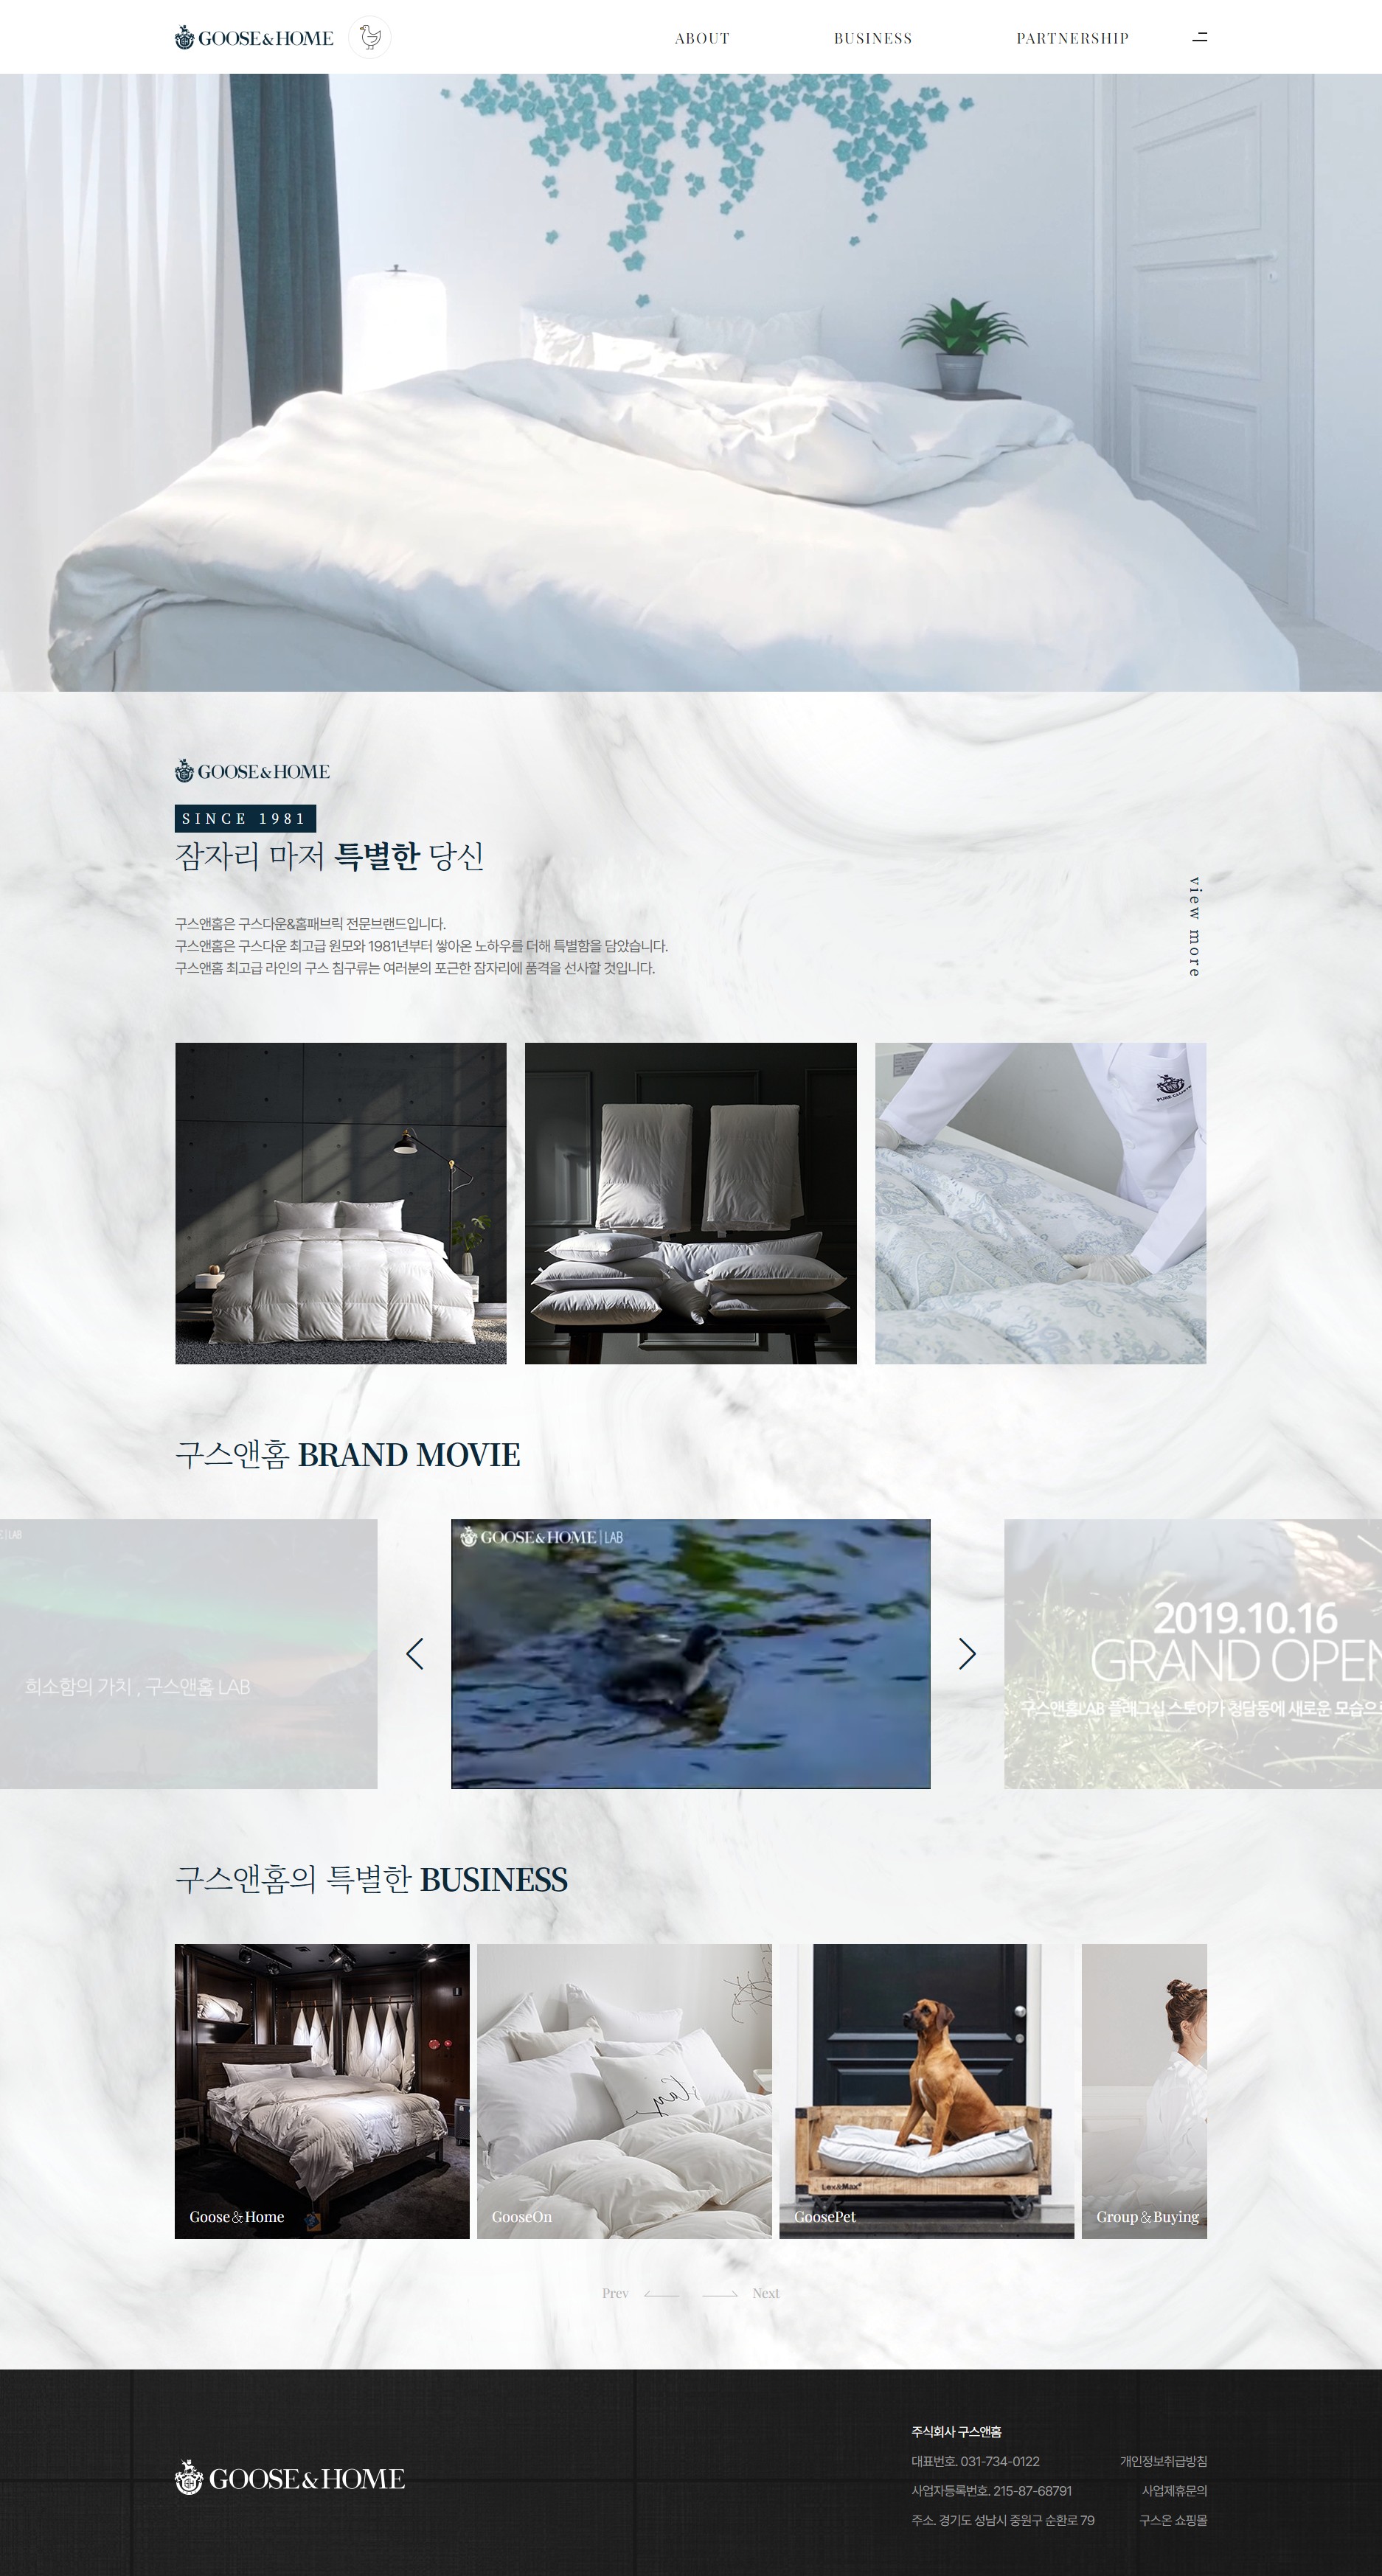 GOOSE&HOME
ABOUT
BUSINESS
PARTNERSHIP
GOOSE&HOME
SINCE 1981
잠자리 마저 특별한 당신
구스앤홈은 구스다운&홈패브릭 전문브랜드입니다.
구스앤홈은 구스다운 최고급 원모와 1981년부터 쌓아온 노하우를 더해 특별함을 담았습니다.
구스앤홈 최고급 라인의 구스 침구류는 여러분의 포근한 잠자리에 품격을 선사할 것입니다.
view more
구스앤홈 BRAND MOVIE
LAB
희소함의 가치 , 구스앤홈 LAB
GOOSE&HOME | LAB
2019.10.16
GRAND OPEN
구스앤홈LAB 플래그십 스토어가 청담동에 새로운 모습으
구스앤홈의 특별한 BUSINESS
Lex&Max
Goose&Home
GooseOn
GoosePet
Group&Buying
Prev
Next
GOOSE&HOME
주식회사 구스앤홈
대표번호. 031-734-0122
개인정보취급방침
사업자등록번호. 215-87-68791
사업제휴문의
주소. 경기도 성남시 중원구 순환로 79
구스온 쇼핑몰